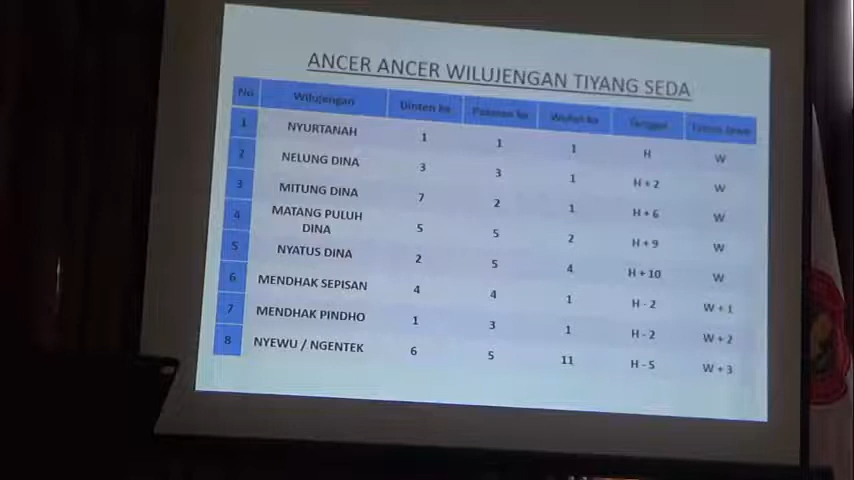 ANCER ANCER WILUJENGAN TIYANG SEDA
No Wilujengan Dinten ke Pasaran ke Wulan ke Tanggal Tahun Jawa
1 NYURTANAH 1 1 1 H W
2 NELUNG DINA 3 3 1 H + 2 W
3 MITUNG DINA 7 2 1 H + 6 W
4 MATANG PULUH DINA 5 5 2 H + 9 W
5 NYATUS DINA 2 5 4 H + 10 W
6 MENDHAK SEPISAN 4 4 1 H - 2 W + 1
7 MENDHAK PINDHO 1 3 1 H - 2 W + 2
8 NYEWU / NGENTEK 6 5 11 H - 5 W + 3